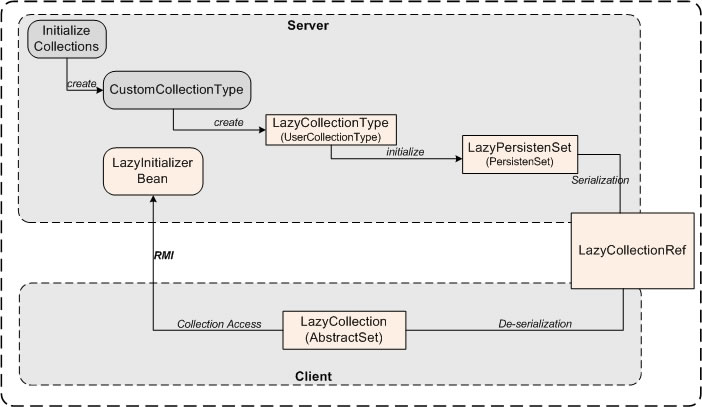 Server
Initialize
Collections
create
CustomCollectionType
create
LazyCollectionType
(UserCollectionType)
initialize
LazyPersistenSet
(PersistenSet)
Serialization
LazyInitializer
Bean
RMI
LazyCollectionRef
Collection Access
LazyCollection
(AbstractSet)
De-serialization
Client